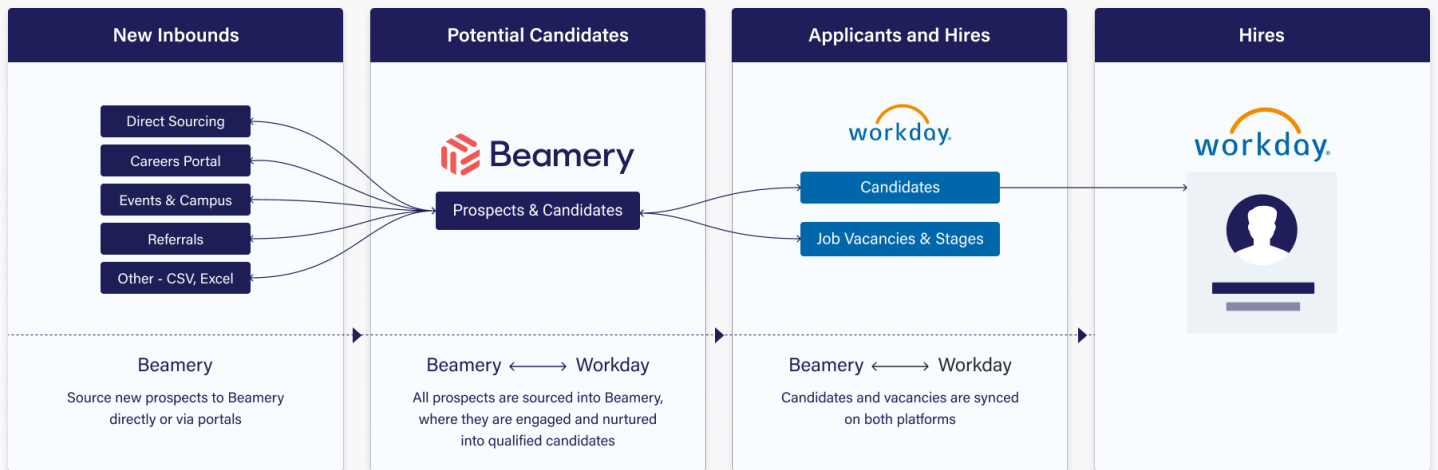 New Inbounds
Direct Sourcing
Careers Portal
Events & Campus
Referrals
Other - CSV, Excel
Beamery
Source new prospects to Beamery
directly or via portals
Potential Candidates
Beamery
Prospects & Candidates
Beamery Workday
All prospects are sourced into Beamery,
where they are engaged and nurtured
into qualified candidates
Applicants and Hires
workday®
Candidates
Job Vacancies & Stages
Beamery Workday
Candidates and vacancies are synced
on both platforms
Hires
workday®